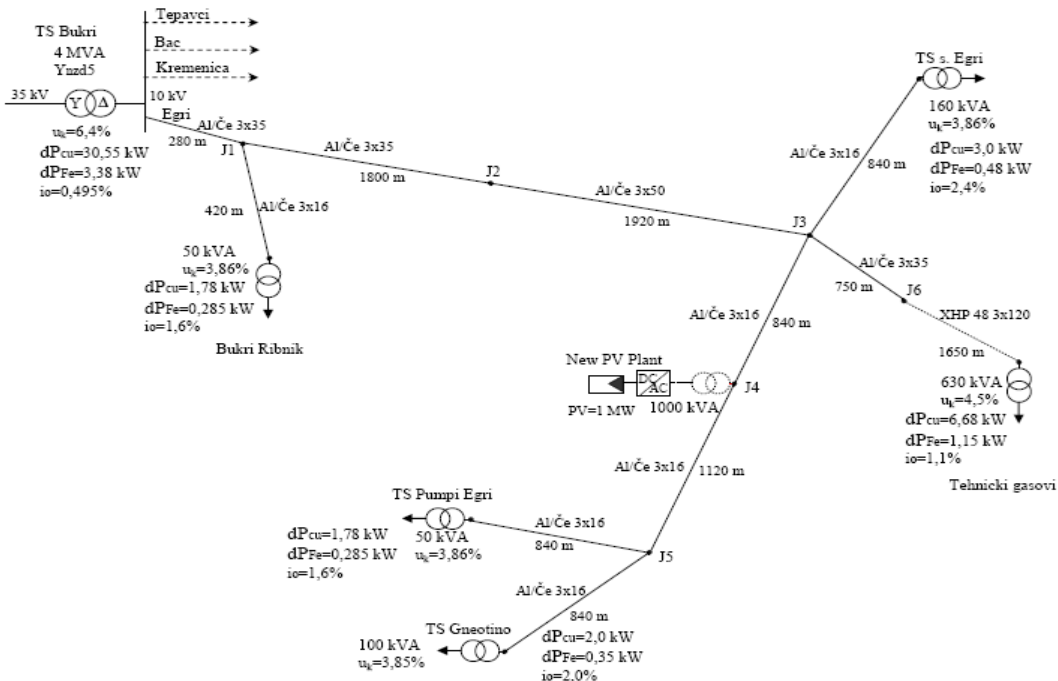 TS Bukri
4 MVA
Ynzd5
35 kV
Y Δ
10 kV
uk=6,4%
dPcu=30,55 kW
dPFe=3,38 kW
io=0,495%
Tepavci
Bac
Kremenica
Egri
Al/Če 3x35
280 m
J1
Al/Če 3x35
1800 m
J2
Al/Če 3x50
1920 m
J3
420 m
Al/Če 3x16
50 kVA
uk=3,86%
dPcu=1,78 kW
dPFe=0,285 kW
io=1,6%
Bukri Ribnik
TS s. Egri
160 kVA
uk=3,86%
dPcu=3,0 kW
dPFe=0,48 kW
io=2,4%
Al/Če 3x16
840 m
Al/Če 3x35
750 m
J6
XHP 48 3x120
1650 m
630 kVA
uk=4,5%
dPcu=6,68 kW
dPFe=1,15 kW
io=1,1%
Tehnicki gasovi
Al/Če 3x16
840 m
New PV Plant
DC
AC
PV=1 MW
1000 kVA
J4
Al/Če 3x16
1120 m
TS Pumpi Egri
dPcu=1,78 kW
dPFe=0,285 kW
io=1,6%
50 kVA
uk=3,86%
Al/Če 3x16
840 m
J5
Al/Če 3x16
840 m
TS Gneotino
100 kVA
uk=3,85%
dPcu=2,0 kW
dPFe=0,35 kW
io=2,0%